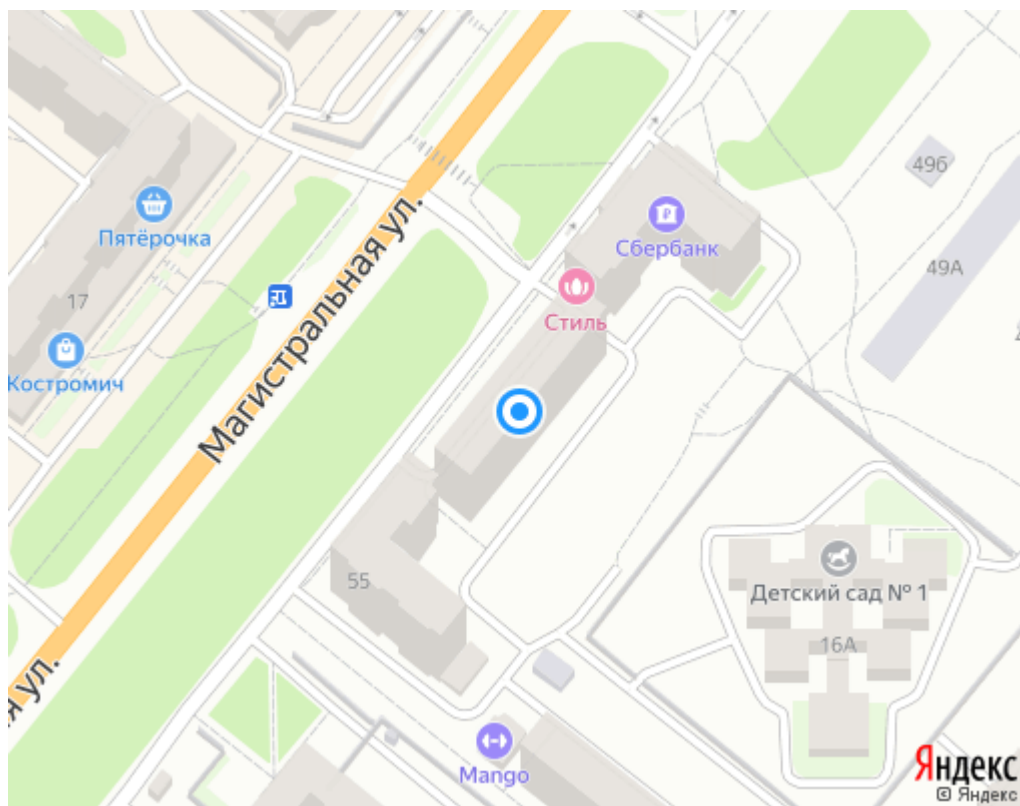 49б
Пятёрочка
Сбербанк
49А
17
Стиль
Магистральная ул.
Костромич
55
Детский сад № 1
16А
я ул.
Mango
Яндекс
© Яндекс